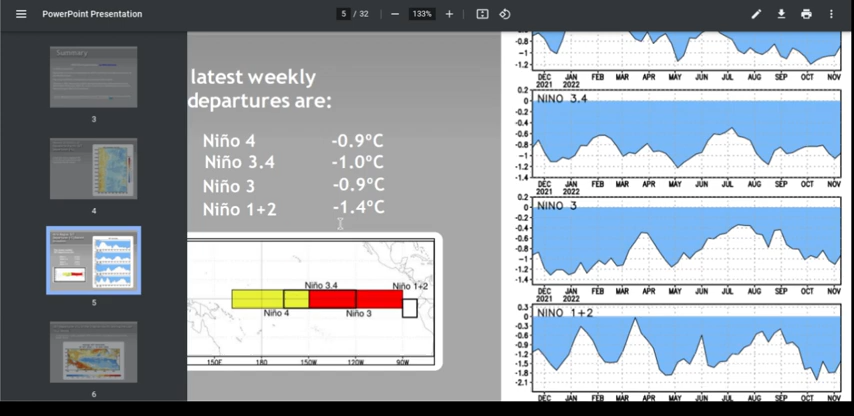 PowerPoint Presentation
5 / 32
133%
Summary
3
4
5
6
latest weekly
departures are:
Niño 4 -0.9ºC
Niño 3.4 -1.0ºC
Niño 3 -0.9ºC
Niño 1+2 -1.4ºC
Niño 3.4
Niño 1+2
Niño 4
Niño 3
150E 180 150W 120W 90W
-0.8
-1
-1.2
DEC JAN FEB MAR APR MAY JUN JUL AUG SEP OCT NOV
2021 2022
NINO 3.4
0.2
0
-0.2
-0.4
-0.6
-0.8
-1
-1.2
-1.4
DEC JAN FEB MAR APR MAY JUN JUL AUG SEP OCT NOV
2021 2022
NINO 3
0.2
0
-0.2
-0.4
-0.6
-0.8
-1
-1.2
-1.4
DEC JAN FEB MAR APR MAY JUN JUL AUG SEP OCT NOV
2021 2022
NINO 1+2
0.3
0
-0.3
-0.6
-0.9
-1.2
-1.5
-1.8
-2.1
DEC JAN FEB MAR APR MAY JUN JUL AUG SEP OCT NOV